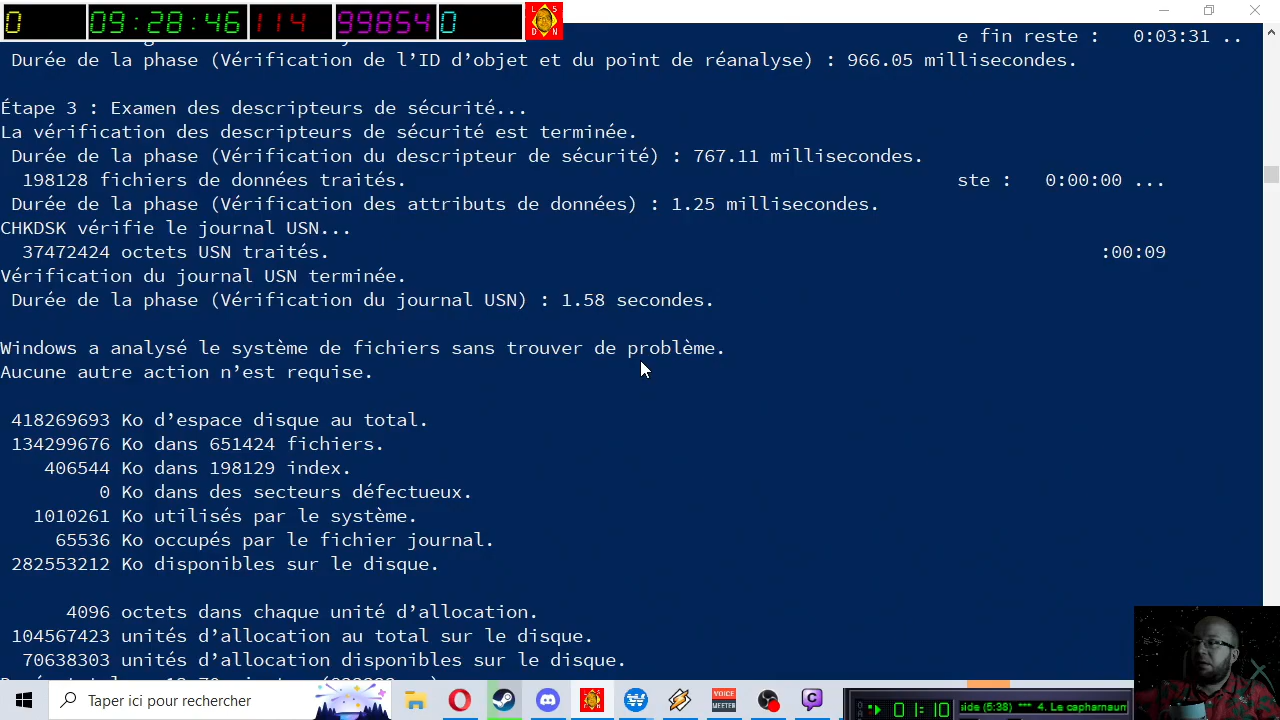 0 09:28:46 114 99854 0 L S D N
e fin reste : 0:03:31 ..
Durée de la phase (Vérification de l’ID d’objet et du point de réanalyse) : 966.05 millisecondes.
Étape 3 : Examen des descripteurs de sécurité...
La vérification des descripteurs de sécurité est terminée.
Durée de la phase (Vérification du descripteur de sécurité) : 767.11 millisecondes.
198128 fichiers de données traités. ste : 0:00:00 ...
Durée de la phase (Vérification des attributs de données) : 1.25 millisecondes.
CHKDSK vérifie le journal USN...
37472424 octets USN traités. :00:09
Vérification du journal USN terminée.
Durée de la phase (Vérification du journal USN) : 1.58 secondes.
Windows a analysé le système de fichiers sans trouver de problème.
Aucune autre action n’est requise.
418269693 Ko d’espace disque au total.
134299676 Ko dans 651424 fichiers.
406544 Ko dans 198129 index.
0 Ko dans des secteurs défectueux.
1010261 Ko utilisés par le système.
65536 Ko occupés par le fichier journal.
282553212 Ko disponibles sur le disque.
4096 octets dans chaque unité d’allocation.
104567423 unités d’allocation au total sur le disque.
70638303 unités d’allocation disponibles sur le disque.
Taper ici pour rechercher
VOICE
MEETER
01:10 side (5:38) *** 4. Le capharnaum